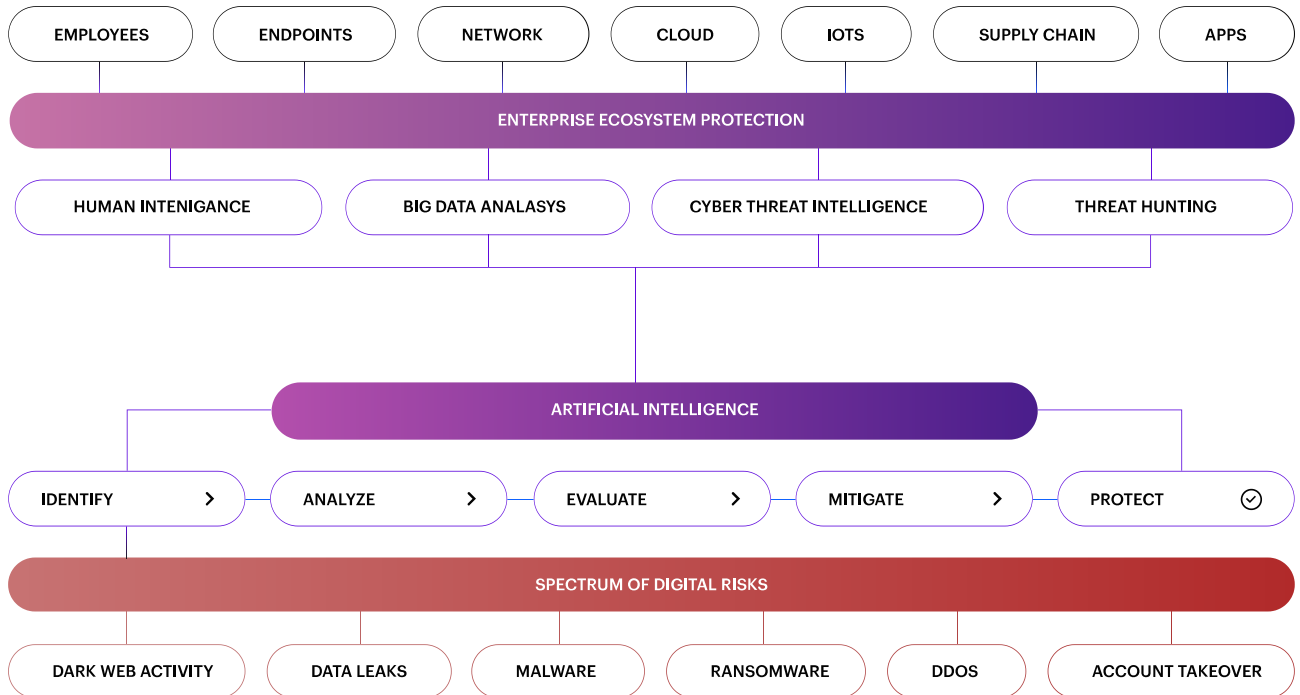 EMPLOYEES
ENDPOINTS
NETWORK
CLOUD
IOTS
SUPPLY CHAIN
APPS
ENTERPRISE ECOSYSTEM PROTECTION
HUMAN INTENIGANCE
BIG DATA ANALASYS
CYBER THREAT INTELLIGENCE
THREAT HUNTING
ARTIFICIAL INTELLIGENCE
IDENTIFY
ANALYZE
EVALUATE
MITIGATE
PROTECT
SPECTRUM OF DIGITAL RISKS
DARK WEB ACTIVITY
DATA LEAKS
MALWARE
RANSOMWARE
DDOS
ACCOUNT TAKEOVER